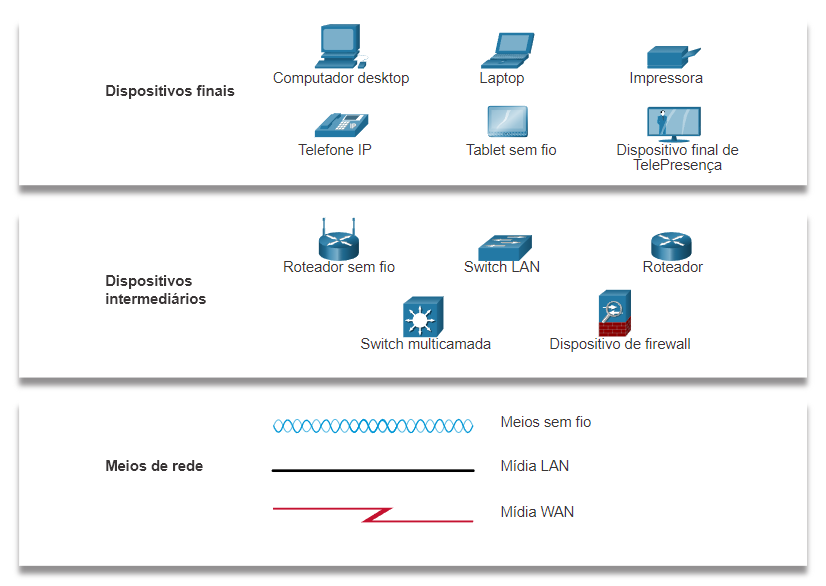 Dispositivos finais
Computador desktop
Laptop
Impressora
Telefone IP
Tablet sem fio
Dispositivo final de
TelePresença
Dispositivos
intermediários
Roteador sem fio
Switch LAN
Roteador
Switch multicamada
Dispositivo de firewall
Meios de rede
Meios sem fio
Mídia LAN
Mídia WAN